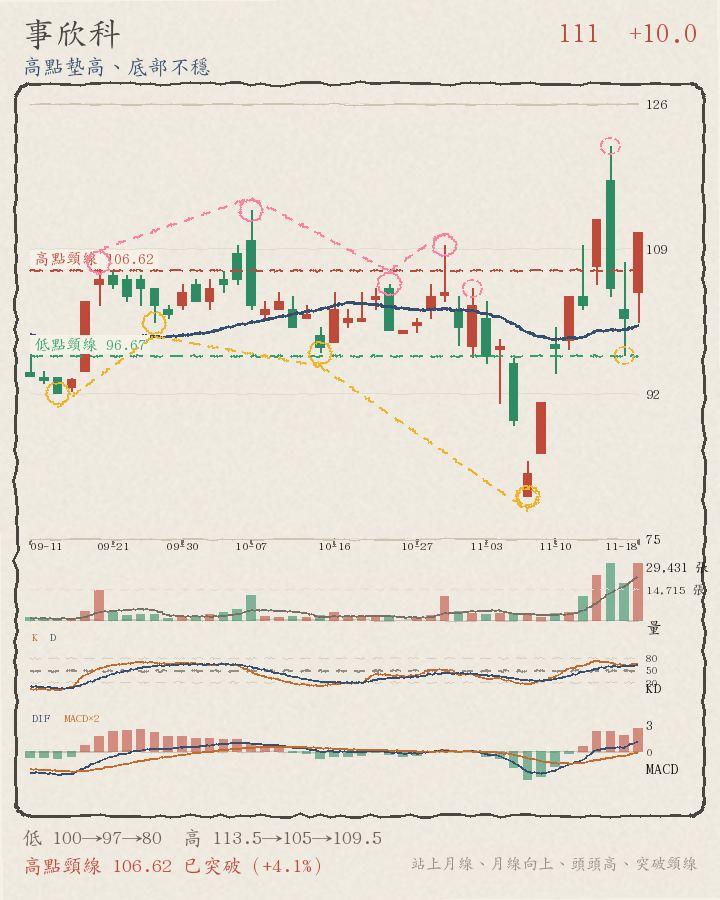 事欣科
111 +10.0
高點墊高、底部不穩
126
109
高點頸線 106.62
低點頸線 96.67
92
75
09-11 09-21 09-30 10-07 10-16 10-27 11-03 11-10 11-18
29,431 張
14,715 張
量
K D
80
50
20
KD
DIF MACD×2
3
0
MACD
低 100→97→80 高 113.5→105→109.5
高點頸線 106.62 已突破 (+4.1%)
站上月線、月線向上、頭頭高、突破頸線